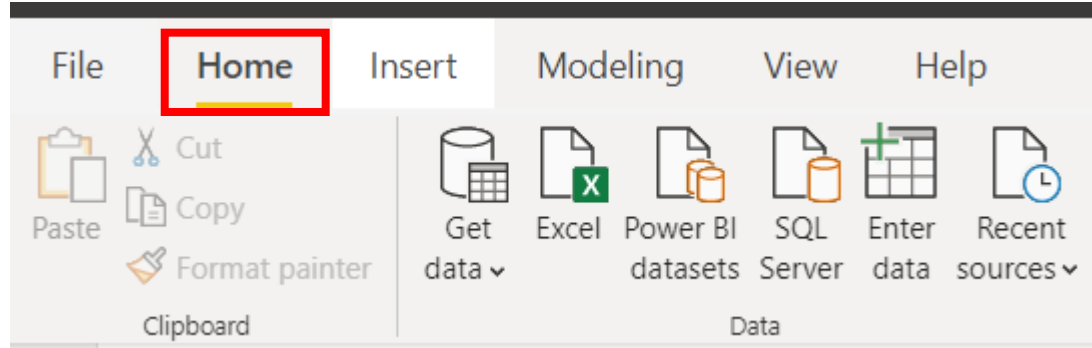 File Home Insert Modeling View Help
Paste
Cut
Copy
Format painter
Clipboard
Get
data
Excel
Power BI
datasets
SQL
Server
Enter
data
Recent
sources
Data